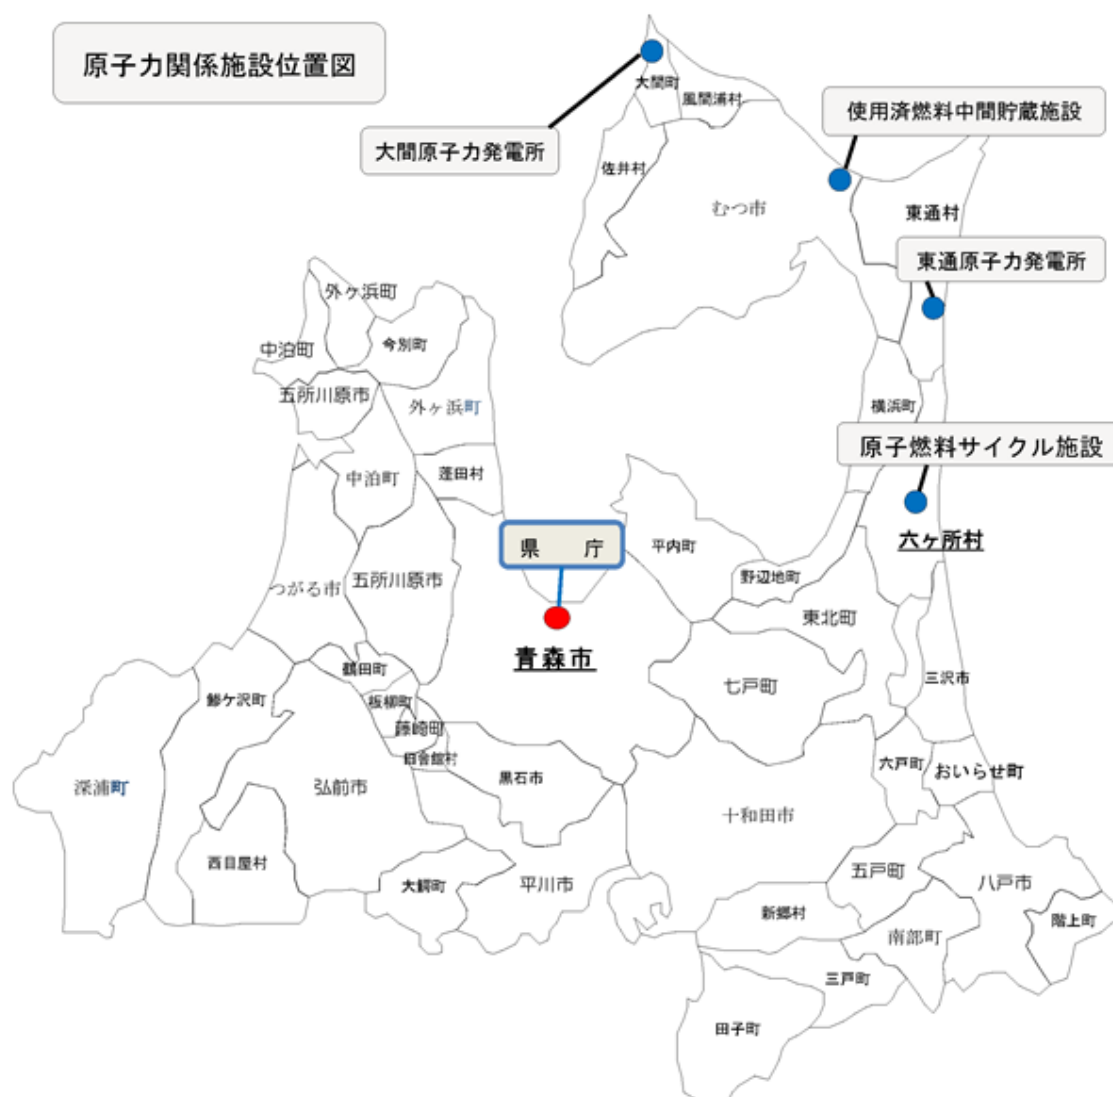 原子力関係施設位置図
大間町
風間浦村
使用済燃料中間貯蔵施設
大間原子力発電所
佐井村
むつ市
東通村
東通原子力発電所
外ヶ浜町
中泊町
今別町
五所川原市
外ヶ浜町
横浜町
原子燃料サイクル施設
中泊町
蓬田村
県 庁
平内町
六ヶ所村
野辺地町
つがる市
五所川原市
東北町
青森市
鶴田町
七戸町
三沢市
鰺ケ沢町
板柳町
藤崎町
田舎館村
黒石市
六戸町
おいらせ町
深浦町
弘前市
十和田市
西目屋村
大鰐町
平川市
五戸町
八戸市
新郷村
階上町
南部町
三戸町
田子町